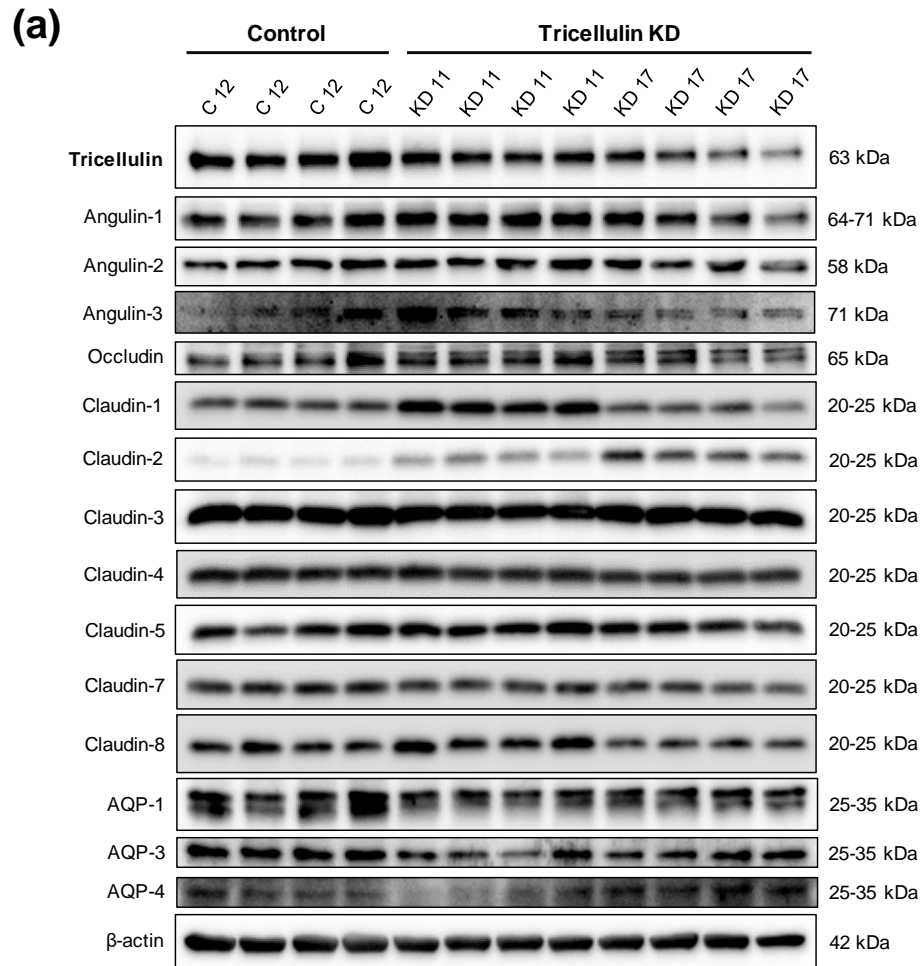 (a)
Control Tricellulin KD
C 12 C 12 C 12 C 12 KD 11 KD 11 KD 11 KD 11 KD 17 KD 17 KD 17 KD 17
Tricellulin 63 kDa
Angulin-1 64-71 kDa
Angulin-2 58 kDa
Angulin-3 71 kDa
Occludin 65 kDa
Claudin-1 20-25 kDa
Claudin-2 20-25 kDa
Claudin-3 20-25 kDa
Claudin-4 20-25 kDa
Claudin-5 20-25 kDa
Claudin-7 20-25 kDa
Claudin-8 20-25 kDa
AQP-1 25-35 kDa
AQP-3 25-35 kDa
AQP-4 25-35 kDa
β-actin 42 kDa